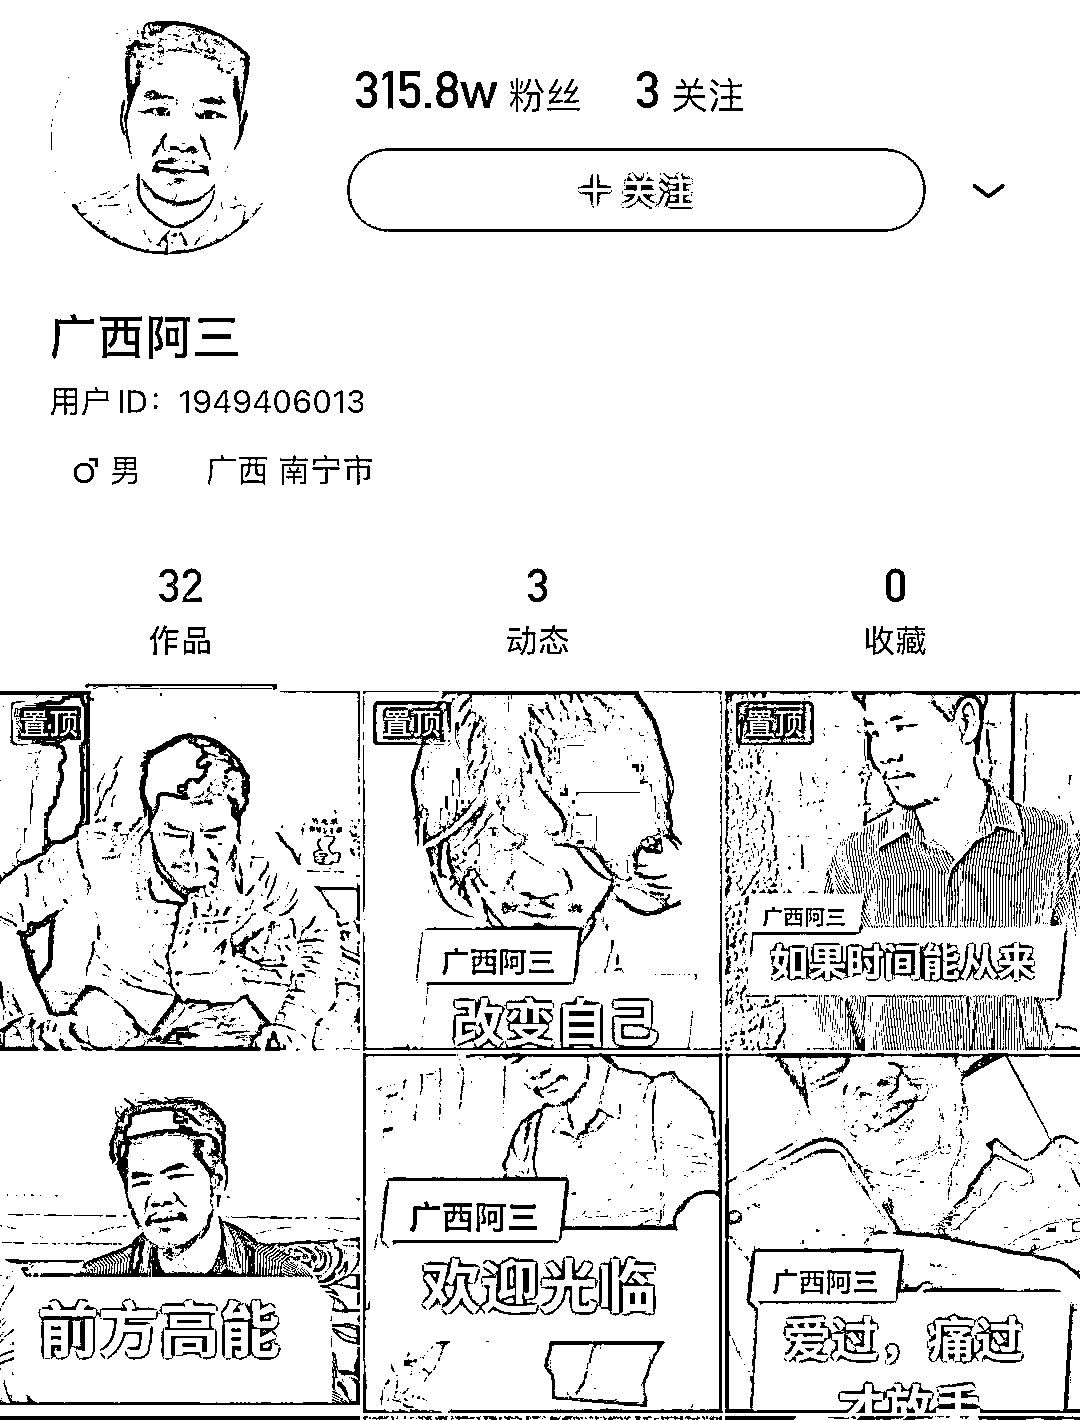 315.8w 粉丝 3 关注
+ 关注
广西阿三
用户 ID：1949406013
♂ 男 广西 南宁市
32 3 0
作品 动态 收藏
置顶 置顶 置顶
广西阿三
改变自己
广西阿三
如果时间能从来
前方高能
广西阿三
欢迎光临
广西阿三
爱过，痛过
才放手